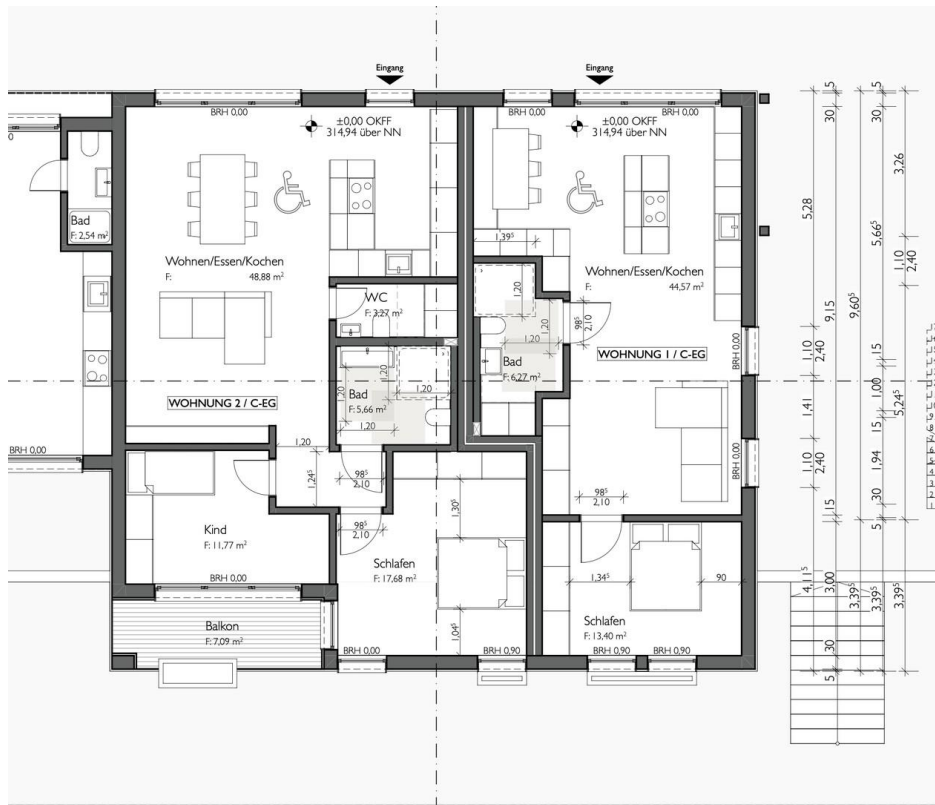 Eingang
Eingang
BRH 0,00
BRH 0,00
±0,00 OKFF
314,94 über NN
±0,00 OKFF
314,94 über NN
Bad
F: 2,54 m²
Wohnen/Essen/Kochen
F: 48,88 m²
1,39⁵
Wohnen/Essen/Kochen
F: 44,57 m²
WC
F: 3,27 m²
1,20
1,20
1,20
98⁵
2,10
Bad
F: 6,27 m²
WOHNUNG 1 / C-EG
BRH 0,00
1,20
1,20
1,20
1,20
Bad
F: 5,66 m²
WOHNUNG 2 / C-EG
BRH 0,00
1,20
1,24⁵
98⁵
2,10
98⁵
2,10
BRH 0,00
98⁵
2,10
Kind
F: 11,77 m²
BRH 0,00
1,30⁵
Schlafen
F: 17,68 m²
1,04⁵
1,34⁵
90
Schlafen
F: 13,40 m²
Balkon
F: 7,09 m²
BRH 0,00
BRH 0,90
BRH 0,90
BRH 0,90
5,28
1,10
2,40
1,41
1,10
2,40
15
4,11⁵
5
30
9,15
3,00
30
5
9,60⁵
3,39⁵
5
30
5,66⁵
15
1,00
15
1,94
30
5
3,39⁵
5,24⁵
3,26
1,10
2,40
3,39⁵